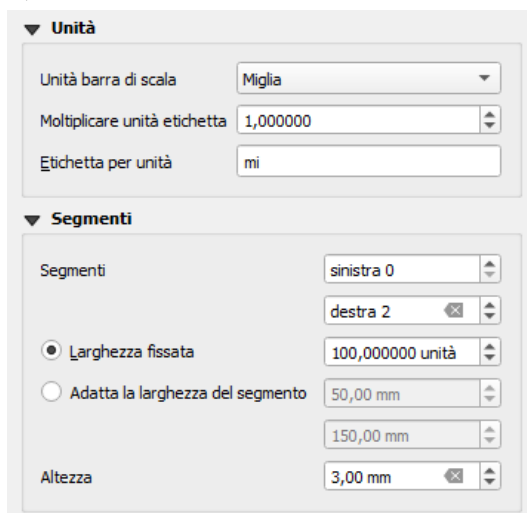 Unità
Unità barra di scala Miglia
Moltiplicare unità etichetta 1,000000
Etichetta per unità mi
Segmenti
Segmenti sinistra 0
destra 2
Larghezza fissata 100,000000 unità
Adatta la larghezza del segmento 50,00 mm
150,00 mm
Altezza 3,00 mm